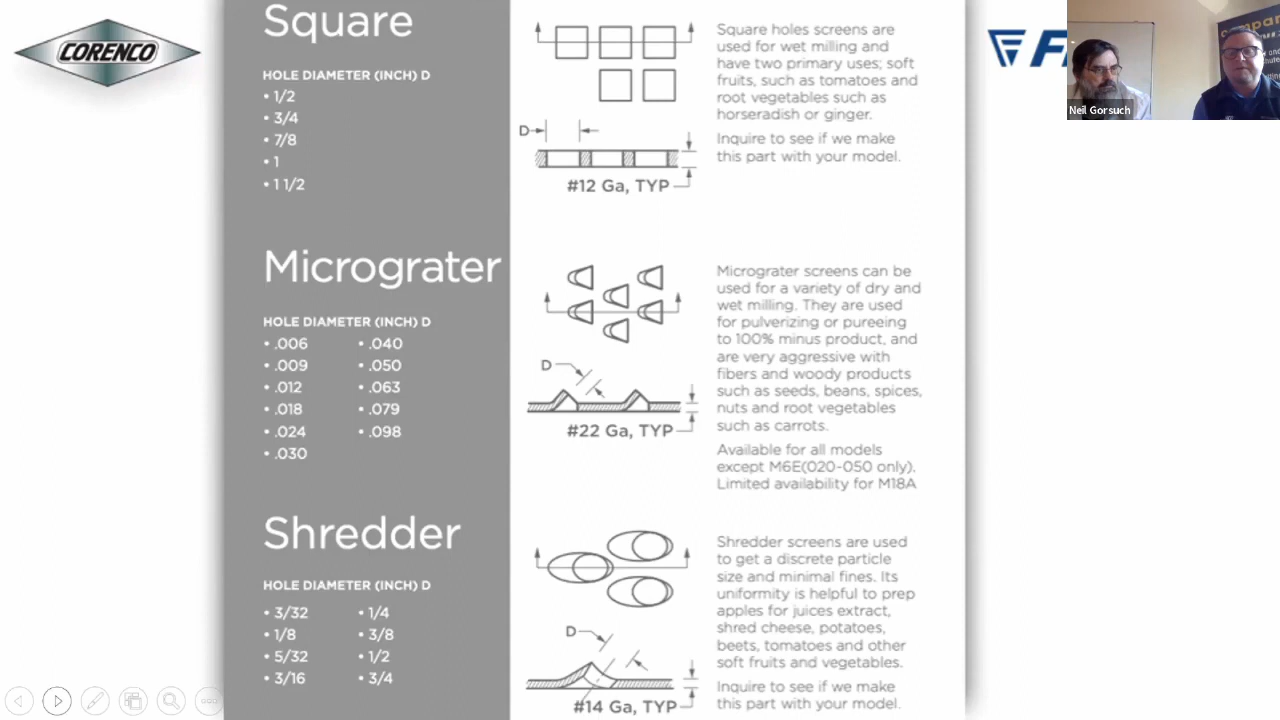 CORENCO
Square
HOLE DIAMETER (INCH) D
• 1/2
• 3/4
• 7/8
• 1
• 1 1/2
D
#12 Ga, TYP
Square holes screens are
used for wet milling and
have two primary uses; soft
fruits, such as tomatoes and
root vegetables such as
horseradish or ginger.
Inquire to see if we make
this part with your model.
Neil Gorsuch
Micrograter
HOLE DIAMETER (INCH) D
• .006
• .009
• .012
• .018
• .024
• .030
• .040
• .050
• .063
• .079
• .098
D
#22 Ga, TYP
Micrograter screens can be
used for a variety of dry and
wet milling. They are used
for pulverizing or pureeing
to 100% minus product, and
are very aggressive with
fibers and woody products
such as seeds, beans, spices,
nuts and root vegetables
such as carrots.
Available for all models
except M6E(020-050 only).
Limited availability for M18A
Shredder
HOLE DIAMETER (INCH) D
• 3/32
• 1/8
• 5/32
• 3/16
• 1/4
• 3/8
• 1/2
• 3/4
D
#14 Ga, TYP
Shredder screens are used
to get a discrete particle
size and minimal fines. Its
uniformity is helpful to prep
apples for juices extract,
shred cheese, potatoes,
beets, tomatoes and other
soft fruits and vegetables.
Inquire to see if we make
this part with your model.